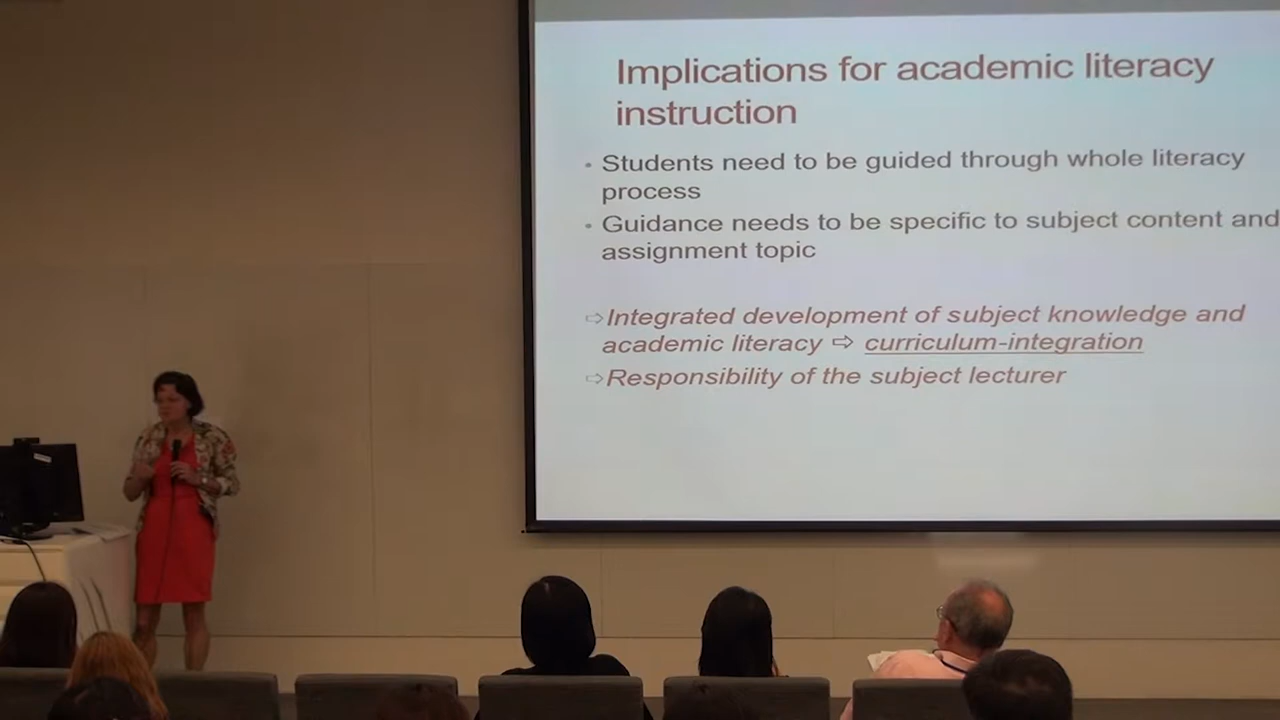 Implications for academic literacy
instruction
• Students need to be guided through whole literacy
process
• Guidance needs to be specific to subject content and
assignment topic
⇨Integrated development of subject knowledge and
academic literacy ⇨ curriculum-integration
⇨Responsibility of the subject lecturer